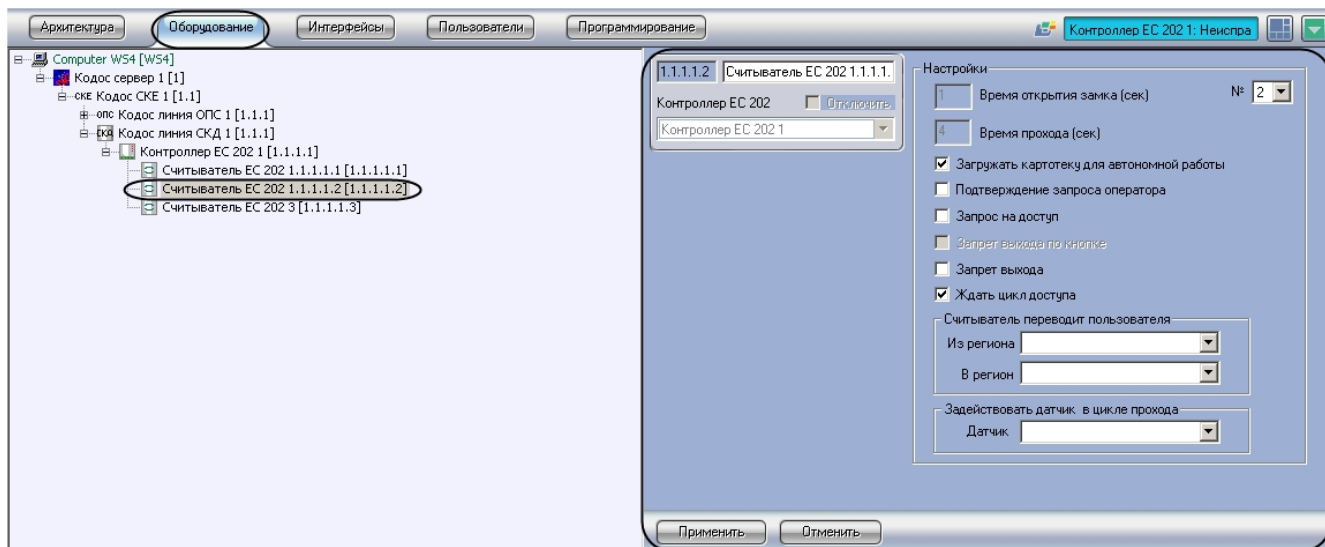 Архитектура Оборудование Интерфейсы Пользователи Программирование Контроллер ЕС 202 1: Неиспра
Computer WS4 [WS4]
Кодос сервер 1 [1]
СКЕ Кодос СКЕ 1 [1.1]
опс Кодос линия ОПС 1 [1.1.1]
СКД Кодос линия СКД 1 [1.1.1]
Контроллер ЕС 202 1 [1.1.1.1]
Считыватель ЕС 202 1.1.1.1.1 [1.1.1.1.1]
Считыватель ЕС 202 1.1.1.1.2 [1.1.1.1.2]
Считыватель ЕС 202 3 [1.1.1.1.3]
1.1.1.1.2 Считыватель ЕС 202 1.1.1.1.
Контроллер ЕС 202 Отключить
Контроллер ЕС 202 1
Настройки
1 Время открытия замка (сек) № 2
4 Время прохода (сек)
Загружать картотеку для автономной работы
Подтверждение запроса оператора
Запрос на доступ
Запрет выхода по кнопке
Запрет выхода
Ждать цикл доступа
Считыватель переводит пользователя
Из региона
В регион
Задействовать датчик в цикле прохода
Датчик
Применить Отменить